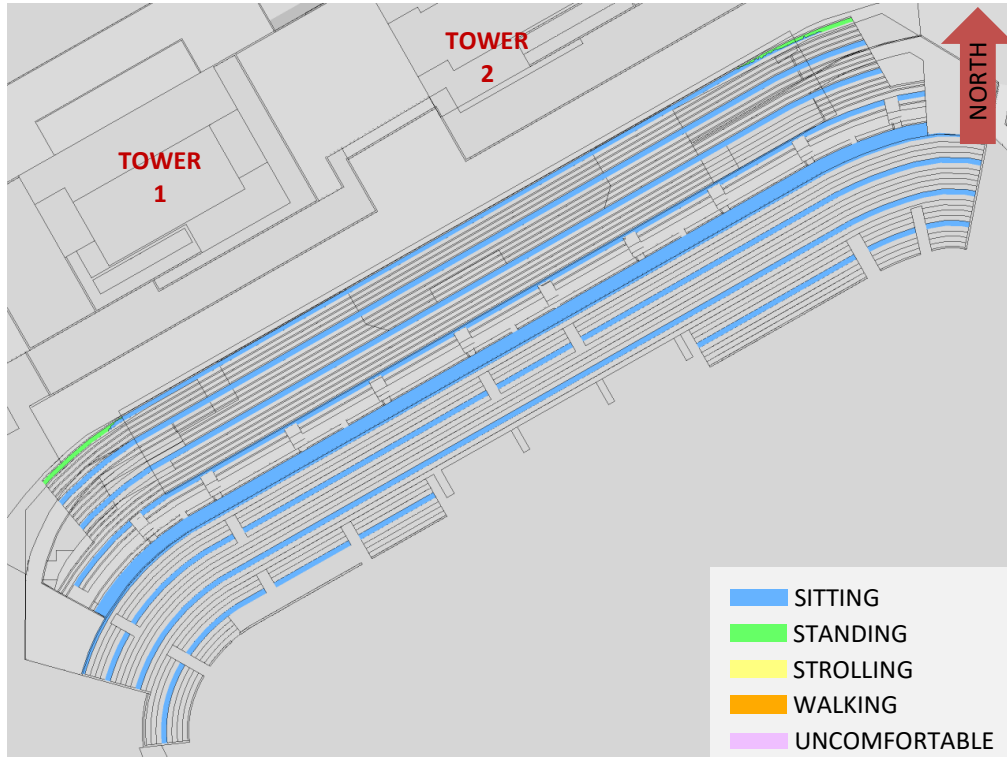 TOWER
2
NORTH
TOWER
1
SITTING
STANDING
STROLLING
WALKING
UNCOMFORTABLE